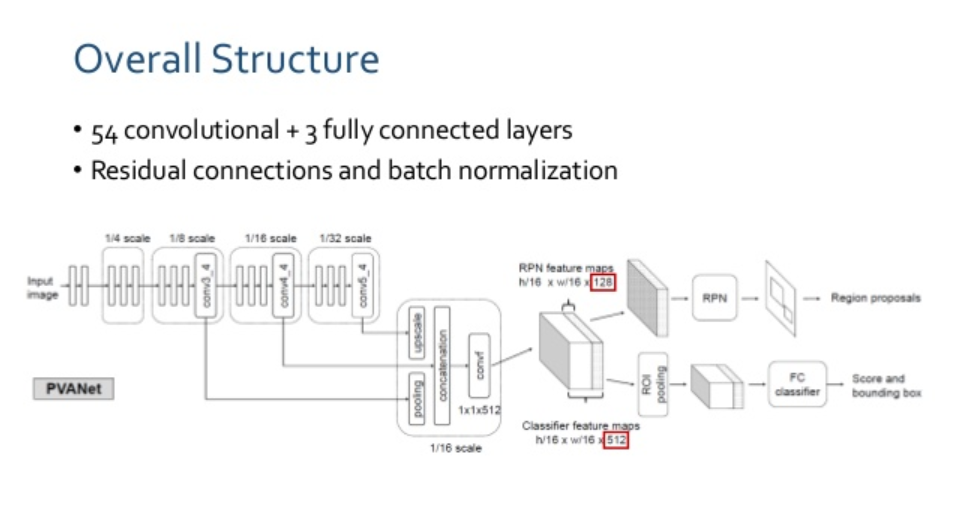 Overall Structure
• 54 convolutional + 3 fully connected layers
• Residual connections and batch normalization
1/4 scale
1/8 scale
1/16 scale
1/32 scale
Input
image
conv3_4
conv4_4
conv5_4
upscale
pooling
concatenation
convf
1x1x512
1/16 scale
RPN feature maps
h/16 x w/16 x 128
RPN
Region proposals
ROI
pooling
FC
classifier
Score and
bounding box
Classifier feature maps
h/16 x w/16 x 512
PVANet